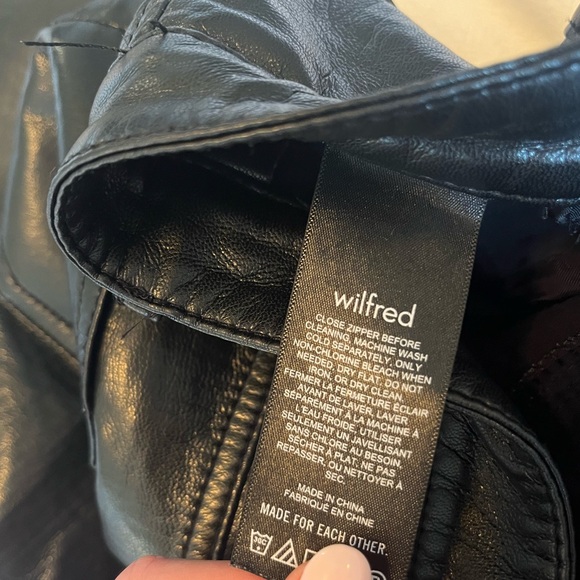 wilfred
CLOSE ZIPPER BEFORE
CLEANING, MACHINE WASH
COLD SEPARATELY, ONLY
NON-CHLORINE BLEACH WHEN
NEEDED, DRY FLAT, DO NOT
IRON, OR DRY CLEAN.
FERMER LA FERMETURE ÉCLAIR
AVANT DE LAVER, LAVER
SÉPARÉMENT À LA MACHINE À
L'EAU FROIDE, UTILISER
SEULEMENT UN JAVELLISANT
SANS CHLORE AU BESOIN,
SÉCHER À PLAT, NE PAS
REPASSER, OU NETTOYER À
SEC.
MADE IN CHINA
FABRIQUÉ EN CHINE
MADE FOR EACH OTHER.
30C